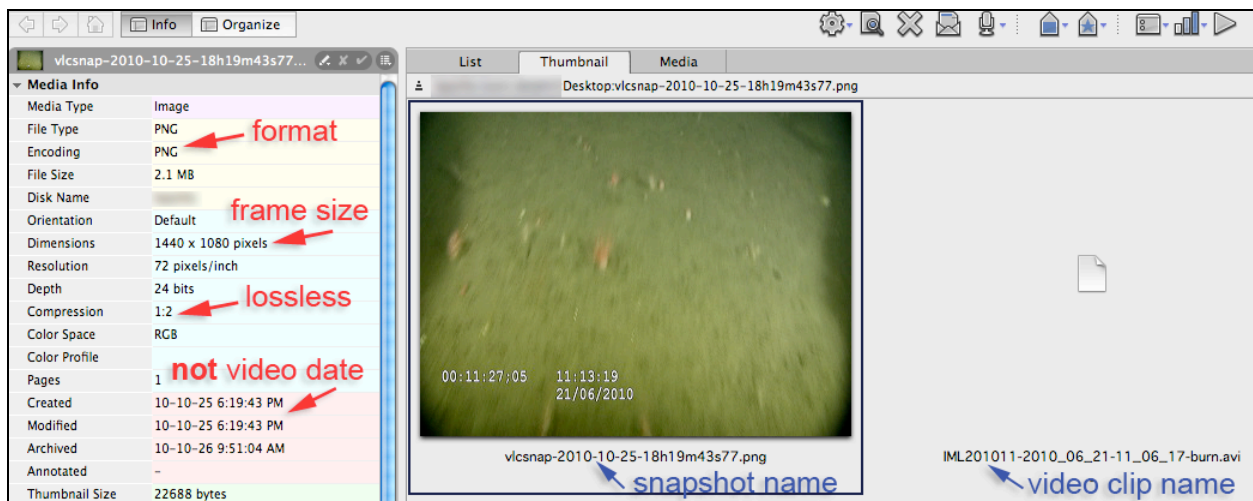 Info Organize
vlcsnap-2010-10-25-18h19m43s77...
List Thumbnail Media
Media Info
Desktop:vlcsnap-2010-10-25-18h19m43s77.png
Media Type Image
File Type PNG
format
Encoding PNG
File Size 2.1 MB
Disk Name
frame size
Orientation Default
Dimensions 1440 x 1080 pixels
Resolution 72 pixels/inch
Depth 24 bits
lossless
Compression 1:2
Color Space RGB
Color Profile
not video date
Pages 1
Created 10-10-25 6:19:43 PM
Modified 10-10-25 6:19:43 PM
Archived 10-10-26 9:51:04 AM
Annotated –
Thumbnail Size 22688 bytes
00:11:27;05 11:13:19
21/06/2010
vlcsnap-2010-10-25-18h19m43s77.png
snapshot name
IML201011-2010_06_21-11_06_17-burn.avi
video clip name